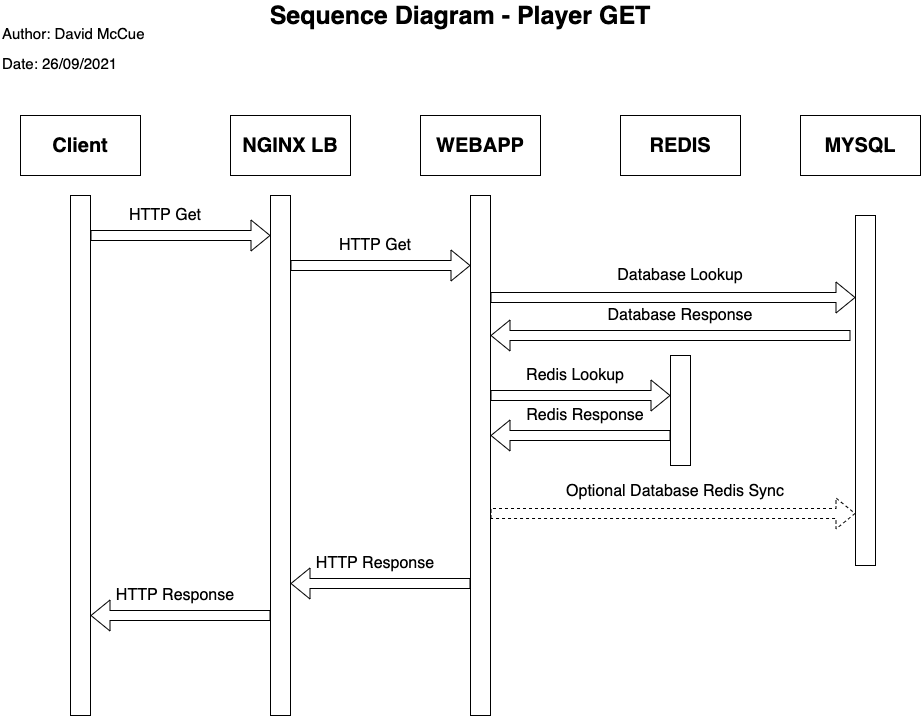 Sequence Diagram - Player GET
Author: David McCue
Date: 26/09/2021
Client
NGINX LB
WEBAPP
REDIS
MYSQL
HTTP Get
HTTP Get
Database Lookup
Database Response
Redis Lookup
Redis Response
Optional Database Redis Sync
HTTP Response
HTTP Response